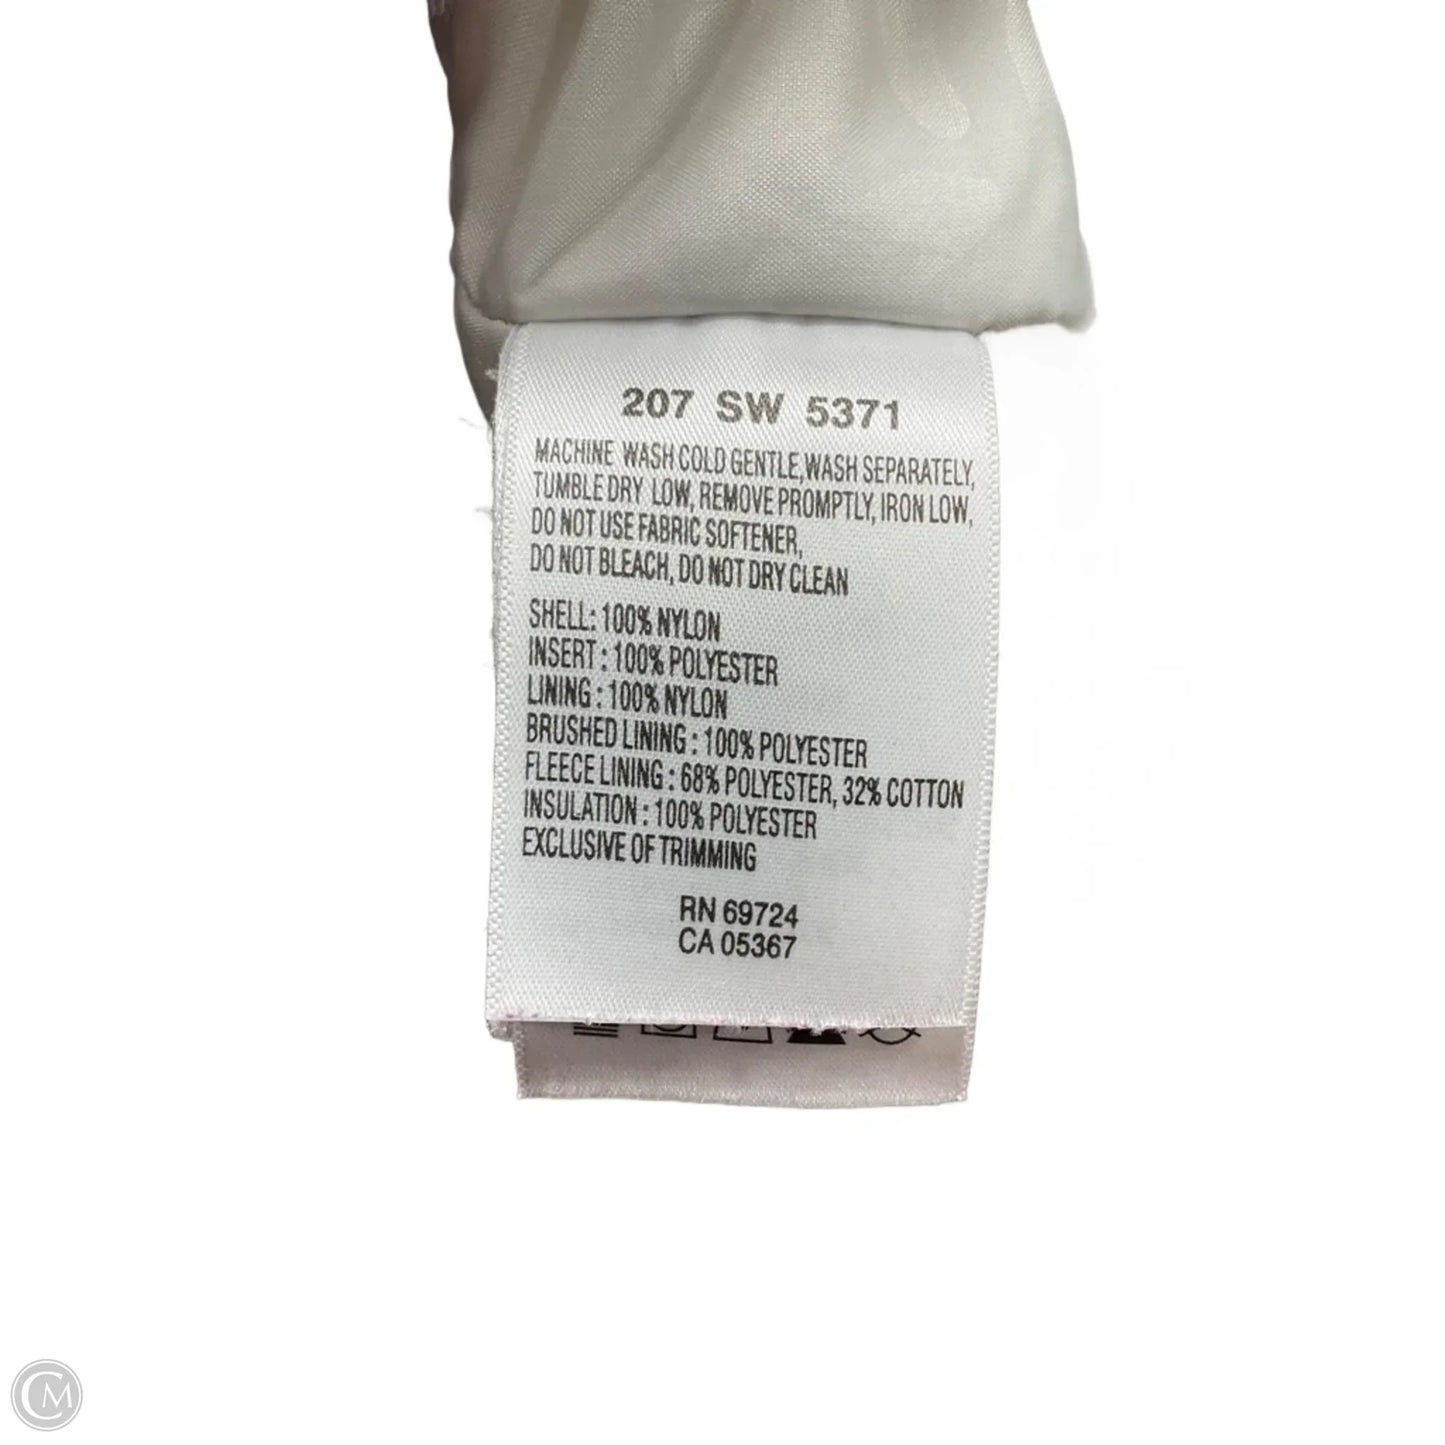 207 SW 5371
MACHINE WASH COLD GENTLE, WASH SEPARATELY,
TUMBLE DRY LOW, REMOVE PROMPTLY, IRON LOW,
DO NOT USE FABRIC SOFTENER,
DO NOT BLEACH, DO NOT DRY CLEAN
SHELL: 100% NYLON
INSERT : 100% POLYESTER
LINING : 100% NYLON
BRUSHED LINING : 100% POLYESTER
FLEECE LINING : 68% POLYESTER, 32% COTTON
INSULATION : 100% POLYESTER
EXCLUSIVE OF TRIMMING
RN 69724
CA 05367
CM